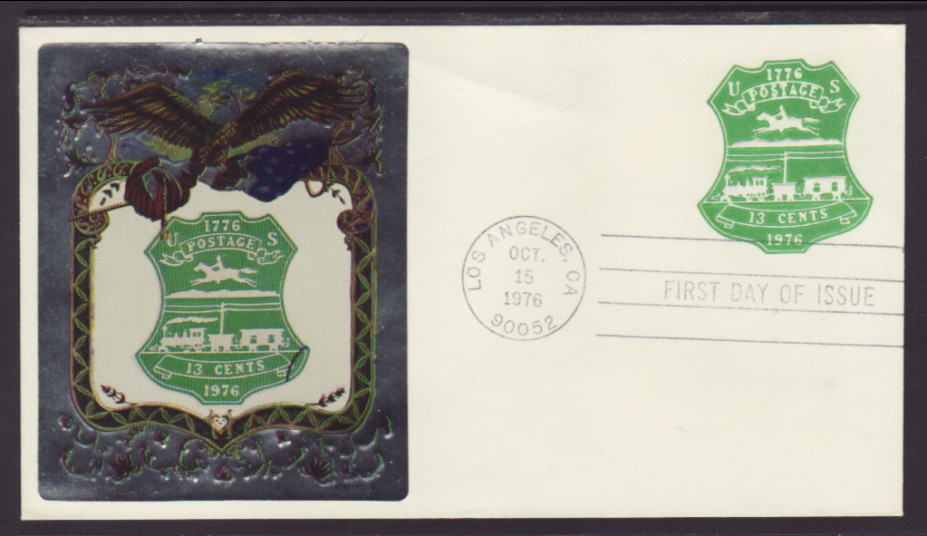 1776
U S
POSTAGE
13 CENTS
1976
LOS ANGELES, CA
OCT.
15
1976
90052
FIRST DAY OF ISSUE
1776
U S
POSTAGE
13 CENTS
1976